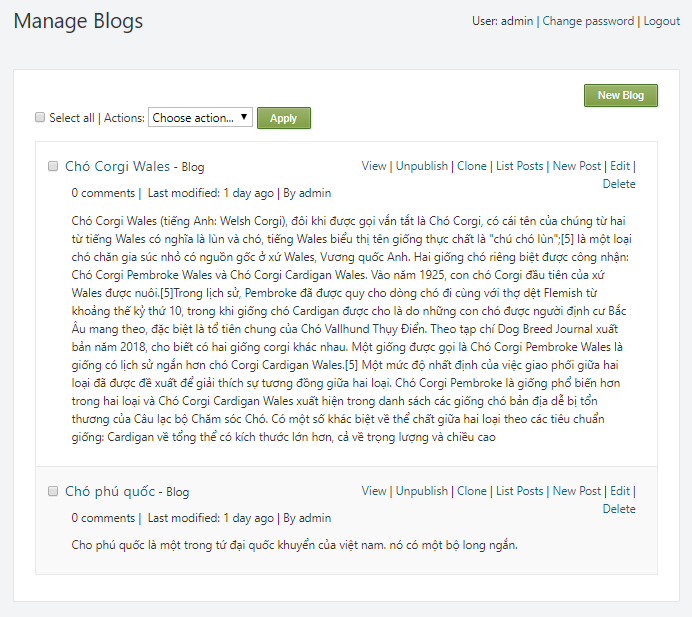 Manage Blogs
User: admin | Change password | Logout
New Blog
Select all | Actions: Choose action... Apply
Chó Corgi Wales - Blog
View | Unpublish | Clone | List Posts | New Post | Edit |
Delete
0 comments | Last modified: 1 day ago | By admin
Chó Corgi Wales (tiếng Anh: Welsh Corgi), đôi khi được gọi vắn tắt là Chó Corgi, có cái tên của chúng từ hai
từ tiếng Wales có nghĩa là lùn và chó, tiếng Wales biểu thị tên giống thực chất là "chú chó lùn";[5] là một loại
chó chăn gia súc nhỏ có nguồn gốc ở xứ Wales, Vương quốc Anh. Hai giống chó riêng biệt được công nhận:
Chó Corgi Pembroke Wales và Chó Corgi Cardigan Wales. Vào năm 1925, con chó Corgi đầu tiên của xứ
Wales được nuôi.[5]Trong lịch sử, Pembroke đã được quy cho dòng chó đi cùng với thợ dệt Flemish từ
khoảng thế kỷ thứ 10, trong khi giống chó Cardigan được cho là do những con chó được người định cư Bắc
Âu mang theo, đặc biệt là tổ tiên chung của Chó Vallhund Thụy Điển. Theo tạp chí Dog Breed Journal xuất
bản năm 2018, cho biết có hai giống corgi khác nhau. Một giống được gọi là Chó Corgi Pembroke Wales là
giống có lịch sử ngắn hơn chó Corgi Cardigan Wales.[5] Một mức độ nhất định của việc giao phối giữa hai
loại đã được đề xuất để giải thích sự tương đồng giữa hai loại. Chó Corgi Pembroke là giống phổ biến hơn
trong hai loại và Chó Corgi Cardigan Wales xuất hiện trong danh sách các giống chó bản địa dễ bị tổn
thương của Câu lạc bộ Chăm sóc Chó. Có một số khác biệt về thể chất giữa hai loại theo các tiêu chuẩn
giống: Cardigan về tổng thể có kích thước lớn hơn, cả về trọng lượng và chiều cao
Chó phú quốc - Blog
View | Unpublish | Clone | List Posts | New Post | Edit |
Delete
0 comments | Last modified: 1 day ago | By admin
Cho phú quốc là một trong tứ đại quốc khuyển của việt nam. nó có một bộ long ngắn.